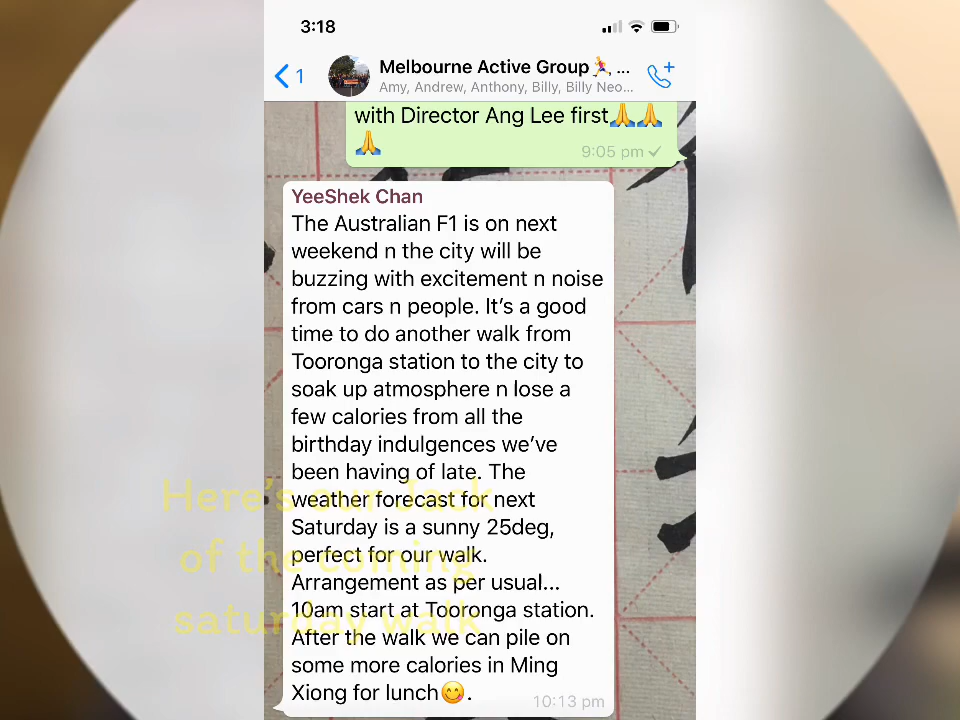 3:18
1
Melbourne Active Group🏃, ...
Amy, Andrew, Anthony, Billy, Billy Neo...
with Director Ang Lee first🙏🙏
🙏
9:05 pm ✓
YeeShek Chan
The Australian F1 is on next
weekend n the city will be
buzzing with excitement n noise
from cars n people. It's a good
time to do another walk from
Tooronga station to the city to
soak up atmosphere n lose a
few calories from all the
birthday indulgences we've
been having of late. The
weather forecast for next
Saturday is a sunny 25deg,
perfect for our walk.
Arrangement as per usual...
10am start at Tooronga station.
After the walk we can pile on
some more calories in Ming
Xiong for lunch😋.
10:13 pm
Here's our Jack
of the coming
saturday walk